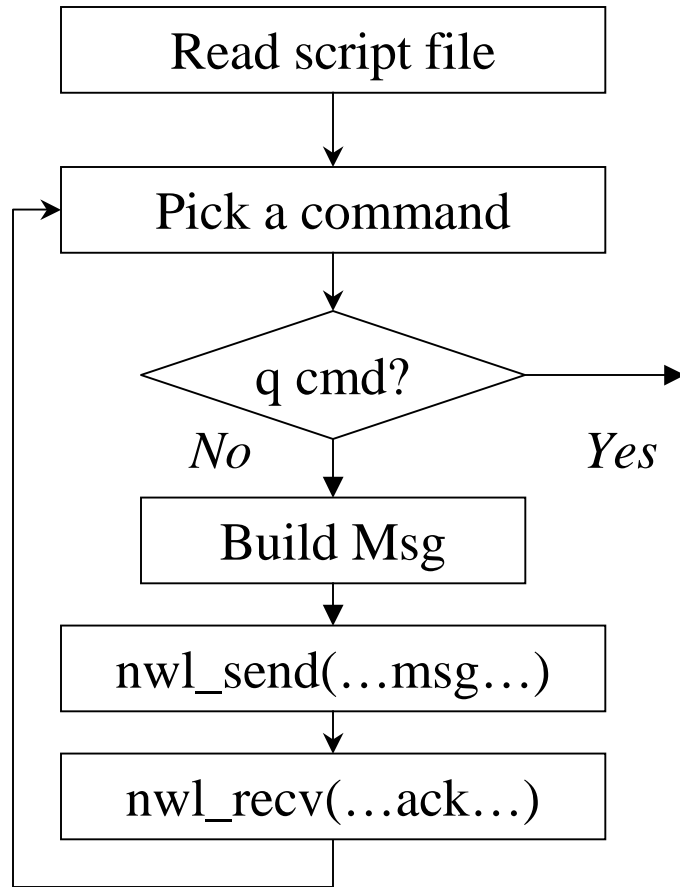 Read script file
Pick a command
q cmd?
No
Yes
Build Msg
nwl_send(…msg…)
nwl_recv(…ack…)